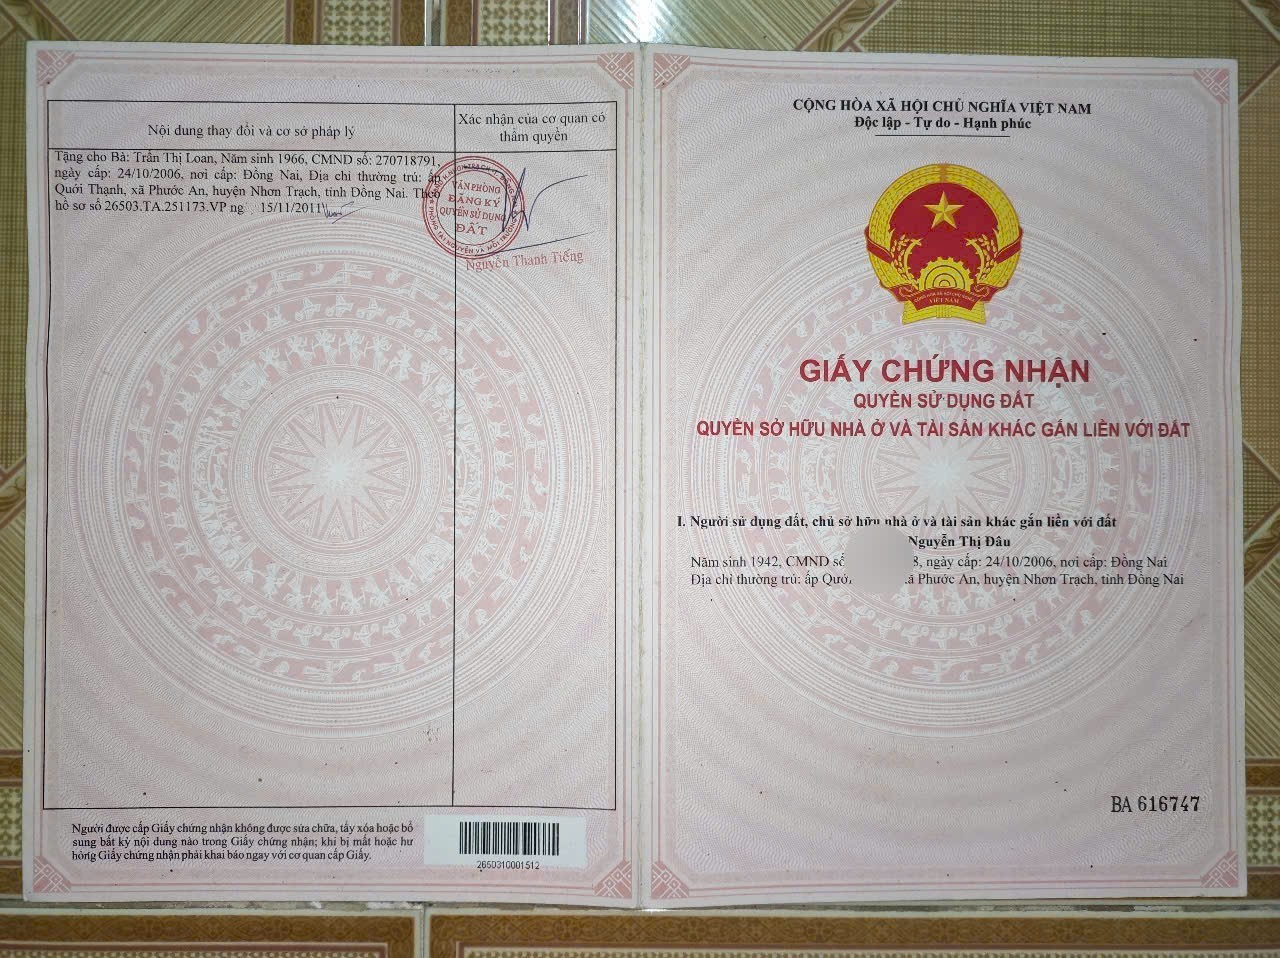 Nội dung thay đổi và cơ sở pháp lý
Xác nhận của cơ quan có
thẩm quyền
Tặng cho Bà: Trần Thị Loan, Năm sinh 1966, CMND số: 270718791,
ngày cấp: 24/10/2006, nơi cấp: Đồng Nai, Địa chỉ thường trú: ấp
Quới Thạnh, xã Phước An, huyện Nhơn Trạch, tỉnh Đồng Nai. Theo
hồ sơ số 26503.TA.251173.VP ng 15/11/2011
VĂN PHÒNG
ĐĂNG KÝ
QUYỀN SỬ DỤNG
ĐẤT
Nguyễn Thanh Tiếng
Người được cấp Giấy chứng nhận không được sửa chữa, tẩy xóa hoặc bổ
sung bất kỳ nội dung nào trong Giấy chứng nhận; khi bị mất hoặc hư
hỏng Giấy chứng nhận phải khai báo ngay với cơ quan cấp Giấy.
2650310001512
CỘNG HÒA XÃ HỘI CHỦ NGHĨA VIỆT NAM
Độc lập - Tự do - Hạnh phúc
CỘNG HÒA XÃ HỘI CHỦ NGHĨA
VIỆT NAM
GIẤY CHỨNG NHẬN
QUYỀN SỬ DỤNG ĐẤT
QUYỀN SỞ HỮU NHÀ Ở VÀ TÀI SẢN KHÁC GẮN LIỀN VỚI ĐẤT
I. Người sử dụng đất, chủ sở hữu nhà ở và tài sản khác gắn liền với đất
Nguyễn Thị Đâu
Năm sinh 1942, CMND số 8, ngày cấp: 24/10/2006, nơi cấp: Đồng Nai
Địa chỉ thường trú: ấp xã Phước An, huyện Nhơn Trạch, tỉnh Đồng Nai
BA 616747